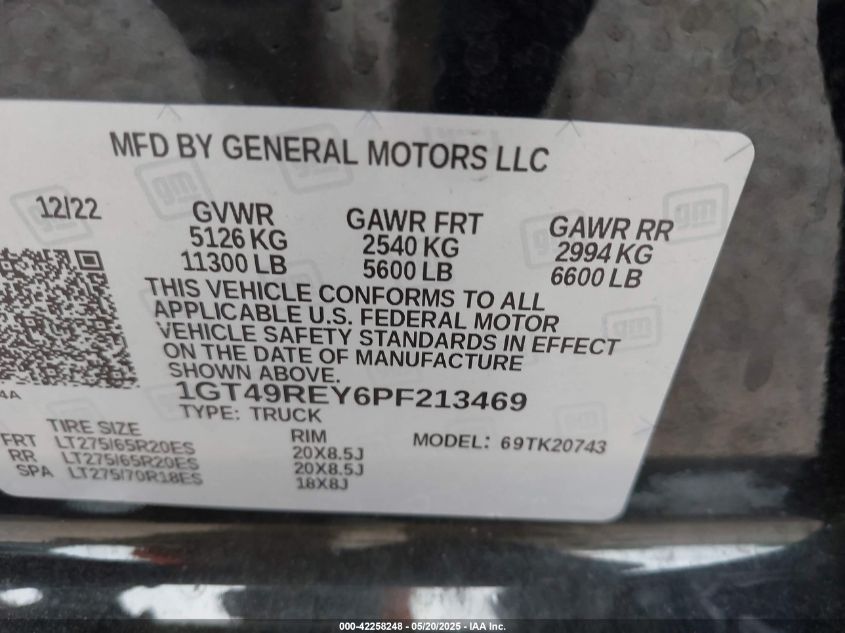 MFD BY GENERAL MOTORS LLC
12/22
GVWR
5126 KG
11300 LB
GAWR FRT
2540 KG
5600 LB
GAWR RR
2994 KG
6600 LB
THIS VEHICLE CONFORMS TO ALL
APPLICABLE U.S. FEDERAL MOTOR
VEHICLE SAFETY STANDARDS IN EFFECT
ON THE DATE OF MANUFACTURE
SHOWN ABOVE.
1GT49REY6PF213469
TYPE: TRUCK
4A
TIRE SIZE
RIM
MODEL: 69TK20743
FRT LT275/65R20ES 20X8.5J
RR LT275/65R20ES 20X8.5J
SPA LT275/70R18ES 18X8J
gm
000-42258248 - 05/20/2025 - IAA Inc.